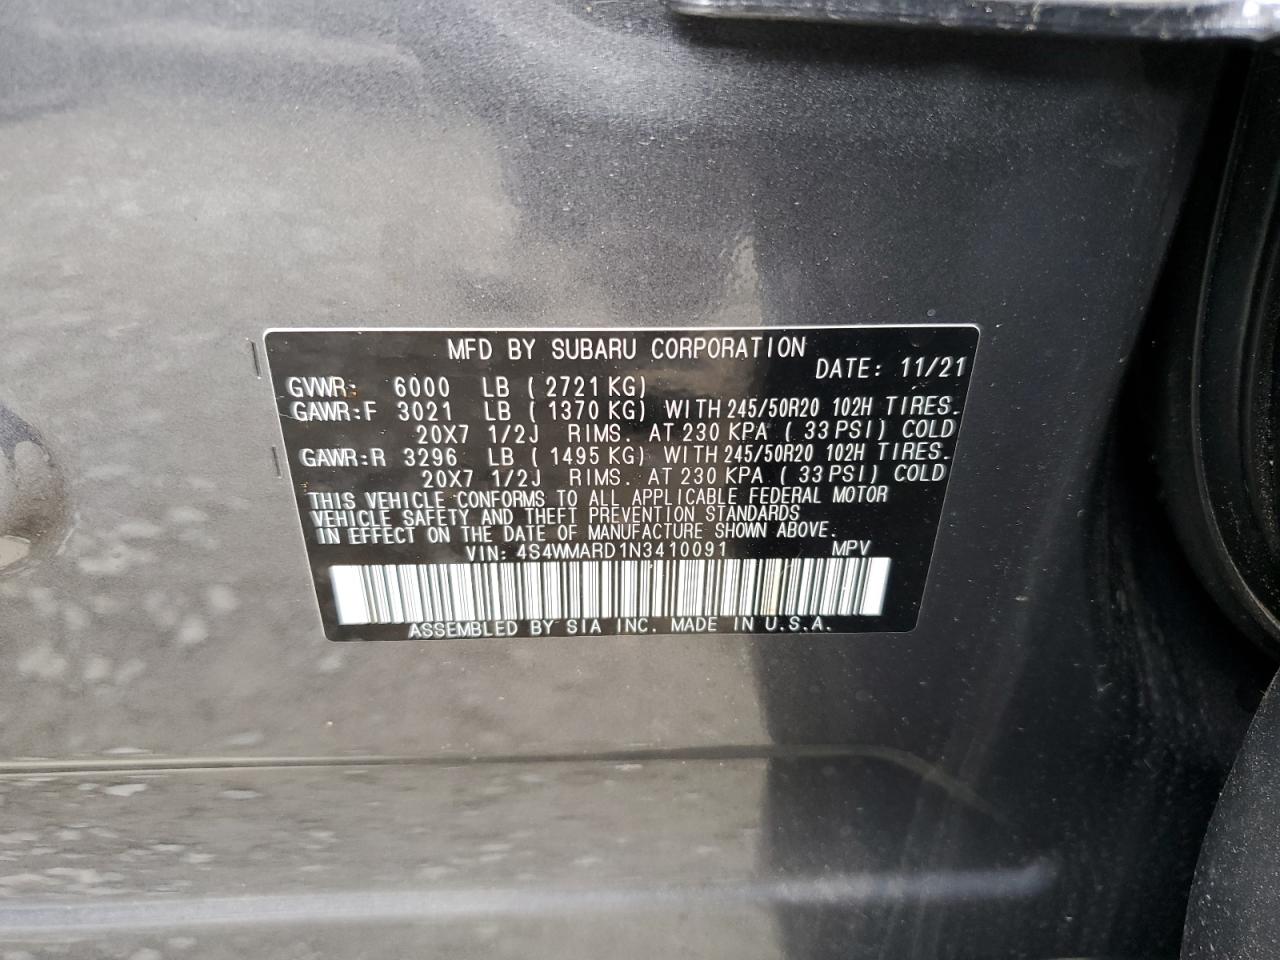 MFD BY SUBARU CORPORATION
DATE: 11/21
GVWR: 6000 LB ( 2721 KG)
GAWR:F 3021 LB ( 1370 KG) WITH 245/50R20 102H TIRES.
20X7 1/2J RIMS. AT 230 KPA ( 33 PSI) COLD
GAWR:R 3296 LB ( 1495 KG) WITH 245/50R20 102H TIRES.
20X7 1/2J RIMS. AT 230 KPA ( 33 PSI) COLD
THIS VEHICLE CONFORMS TO ALL APPLICABLE FEDERAL MOTOR
VEHICLE SAFETY AND THEFT PREVENTION STANDARDS
IN EFFECT ON THE DATE OF MANUFACTURE SHOWN ABOVE.
VIN: 4S4WMARD1N3410091 MPV
ASSEMBLED BY SIA INC. MADE IN U.S.A.